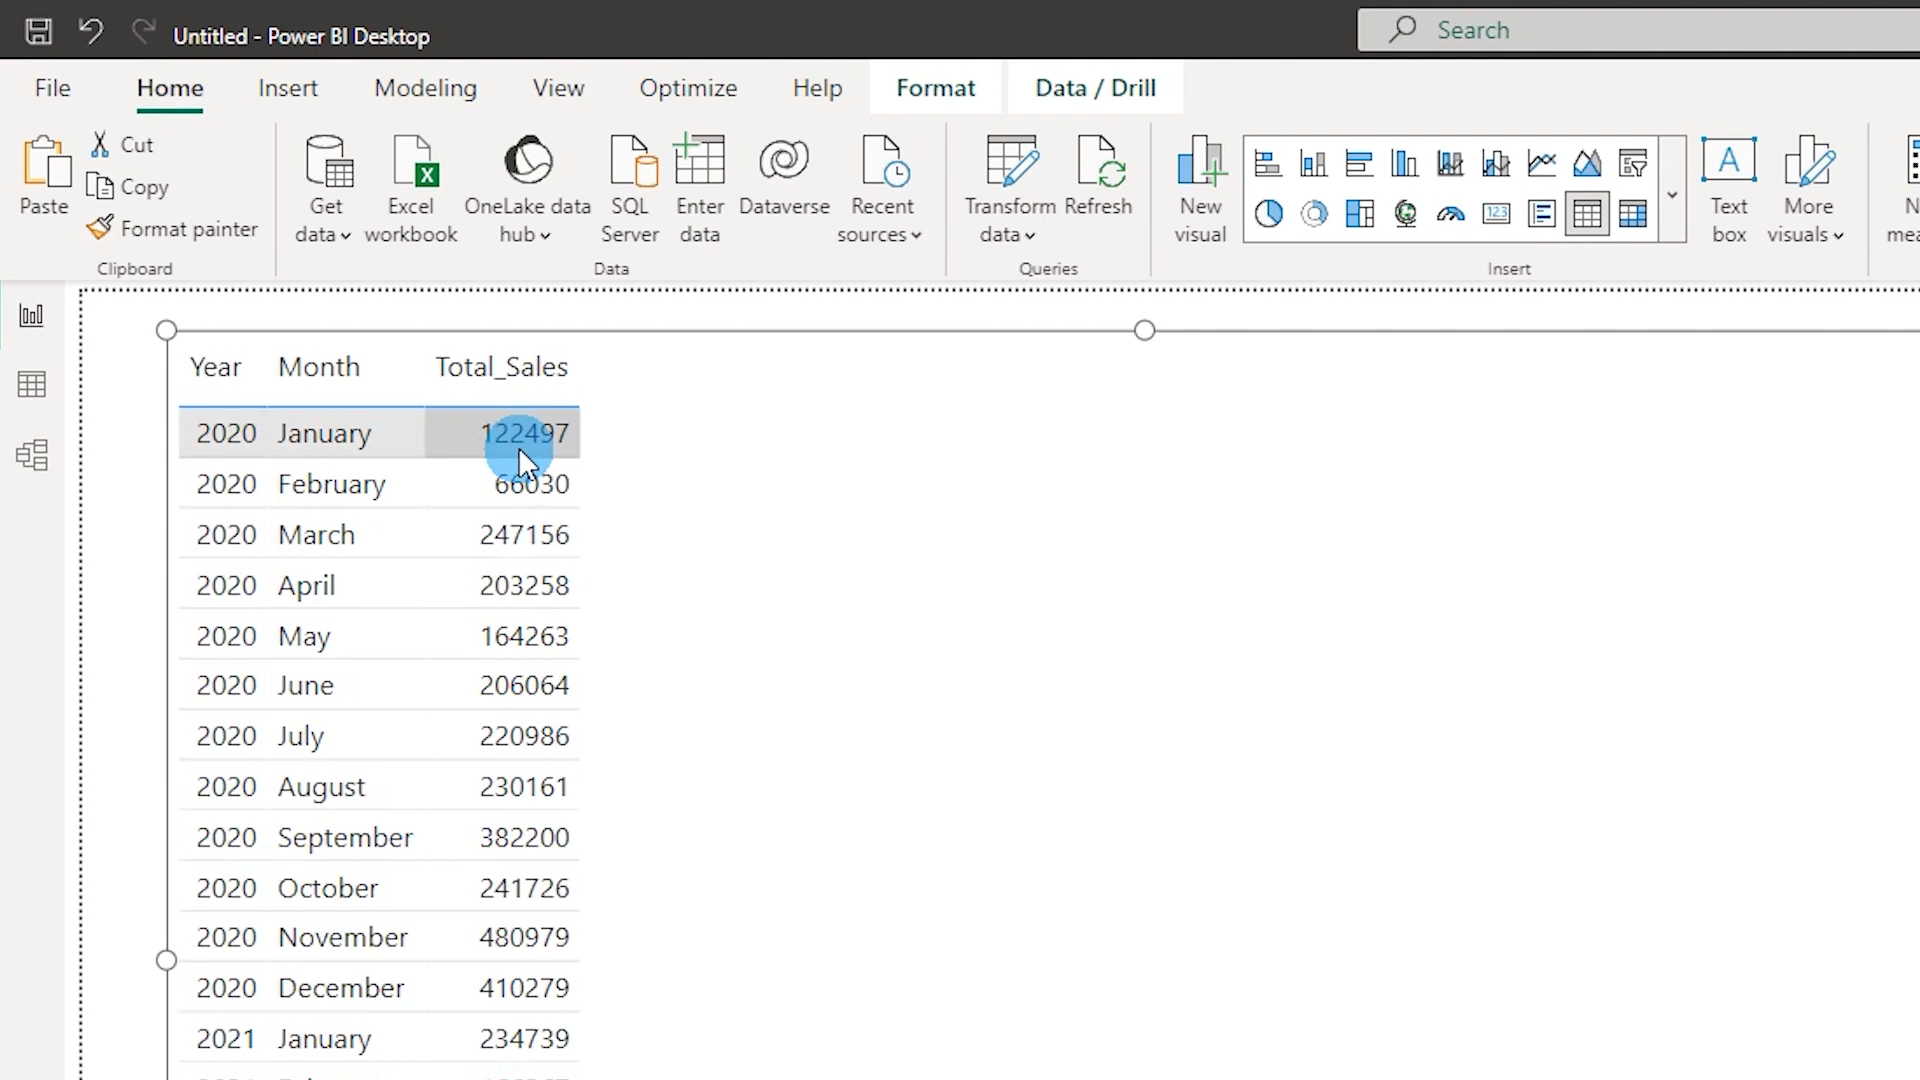 Untitled - Power BI Desktop
Search
File Home Insert Modeling View Optimize Help Format Data / Drill
Paste
Cut
Copy
Format painter
Clipboard
Get data
Excel workbook
OneLake data hub
SQL Server
Enter data
Dataverse
Recent sources
Data
Transform data
Refresh
Queries
New visual
123
A
Text box
More visuals
Insert
Year Month Total_Sales
2020 January 122497
2020 February 66030
2020 March 247156
2020 April 203258
2020 May 164263
2020 June 206064
2020 July 220986
2020 August 230161
2020 September 382200
2020 October 241726
2020 November 480979
2020 December 410279
2021 January 234739